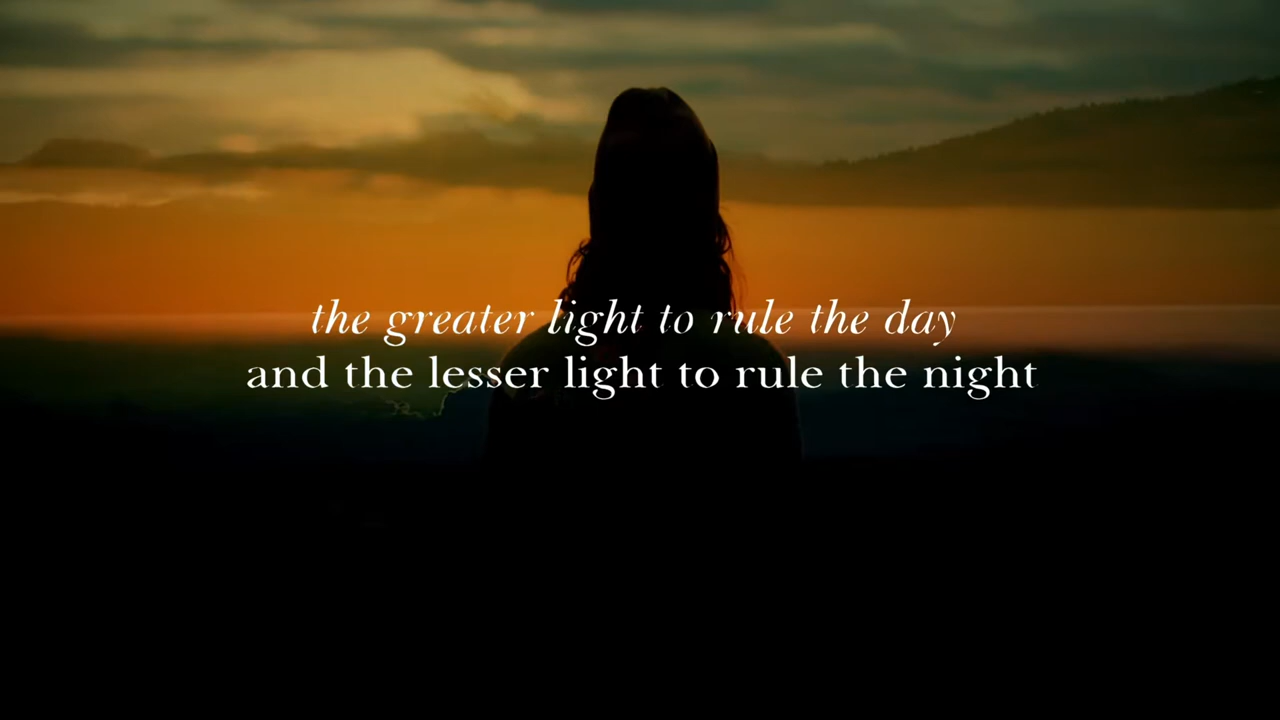 the greater light to rule the day
and the lesser light to rule the night